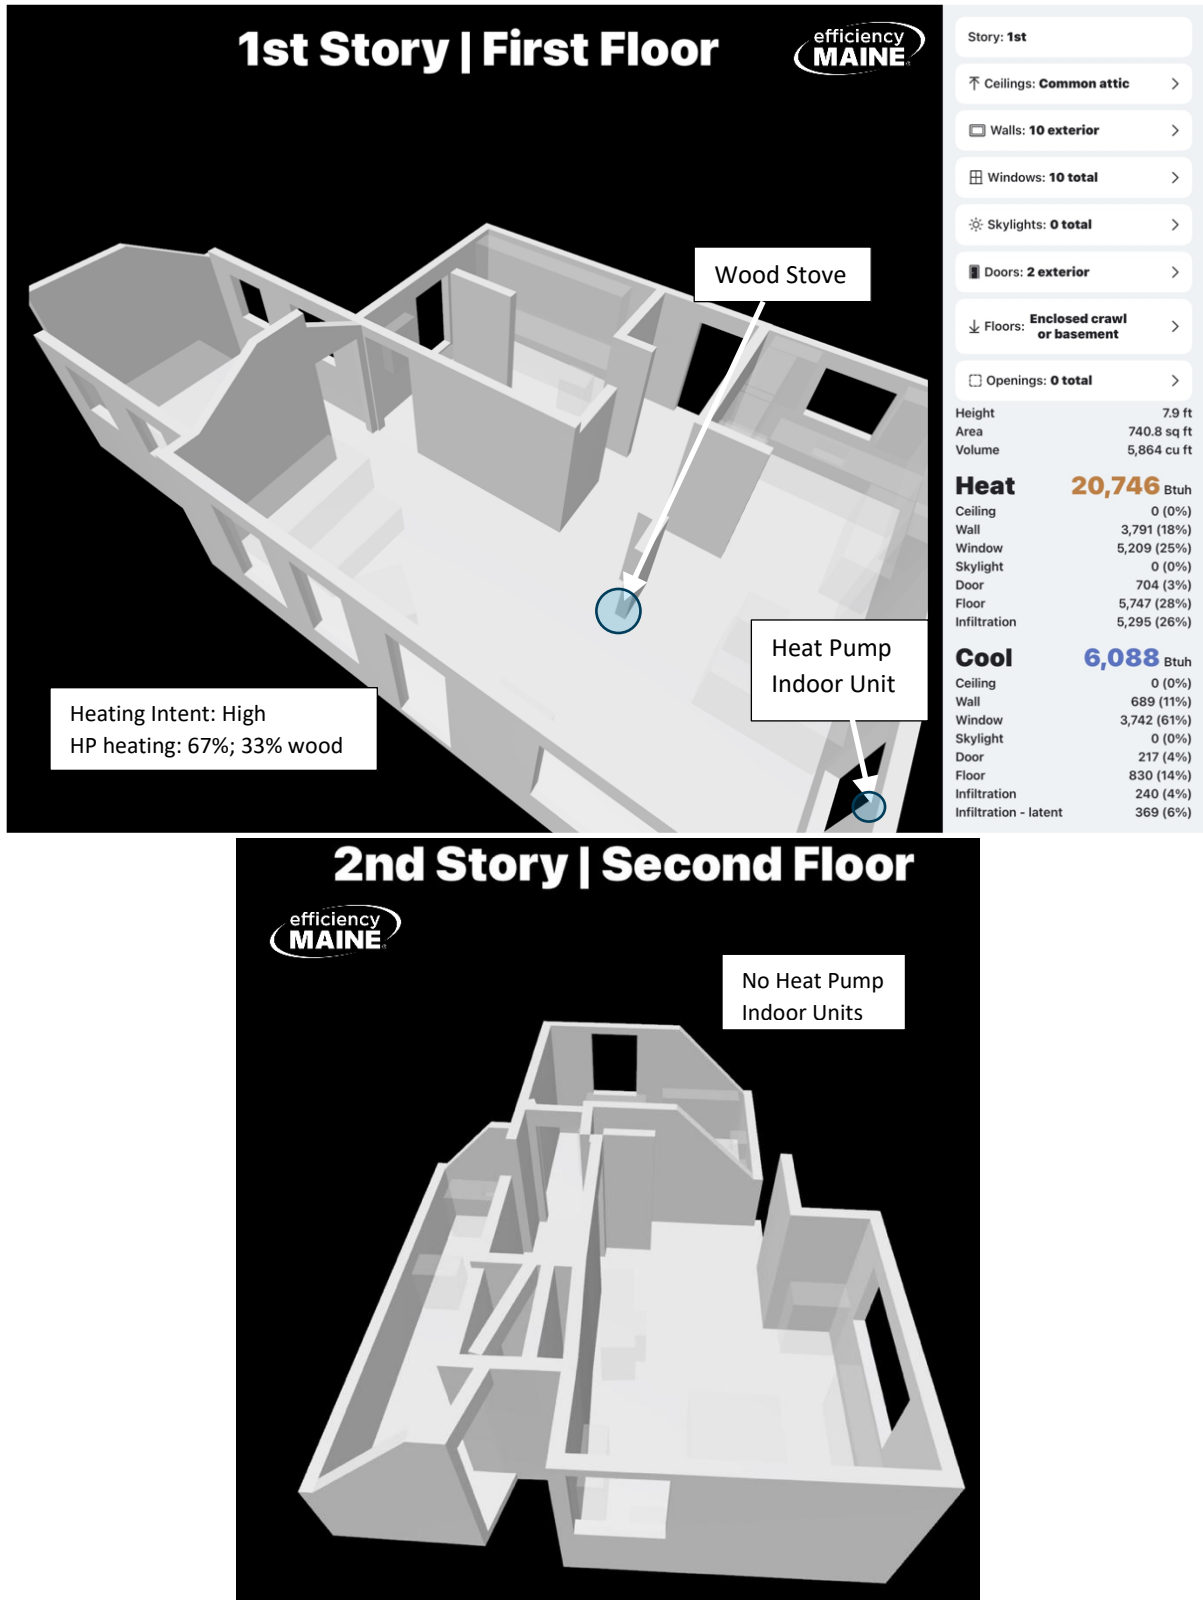 1st Story | First Floor
efficiency
MAINE
Wood Stove
Heat Pump
Indoor Unit
Heating Intent: High
HP heating: 67%; 33% wood
Story: 1st
Ceilings: Common attic
Walls: 10 exterior
Windows: 10 total
Skylights: 0 total
Doors: 2 exterior
Floors: Enclosed crawl
or basement
Openings: 0 total
Height 7.9 ft
Area 740.8 sq ft
Volume 5,864 cu ft
Heat 20,746 Btuh
Ceiling 0 (0%)
Wall 3,791 (18%)
Window 5,209 (25%)
Skylight 0 (0%)
Door 704 (3%)
Floor 5,747 (28%)
Infiltration 5,295 (26%)
Cool 6,088 Btuh
Ceiling 0 (0%)
Wall 689 (11%)
Window 3,742 (61%)
Skylight 0 (0%)
Door 217 (4%)
Floor 830 (14%)
Infiltration 240 (4%)
Infiltration - latent 369 (6%)
2nd Story | Second Floor
efficiency
MAINE
No Heat Pump
Indoor Units